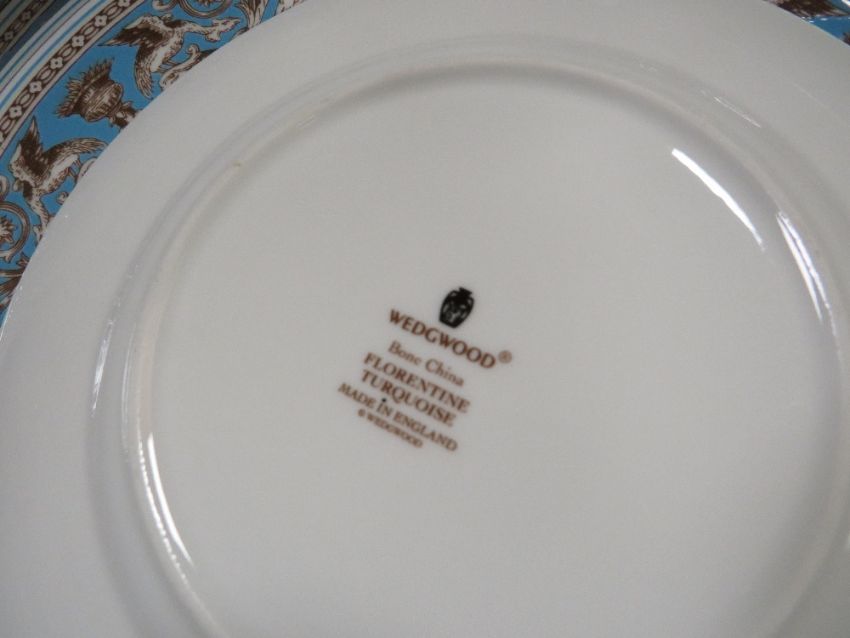 WEDGWOOD®
Bone China
FLORENTINE
TURQUOISE
MADE IN ENGLAND
© WEDGWOOD